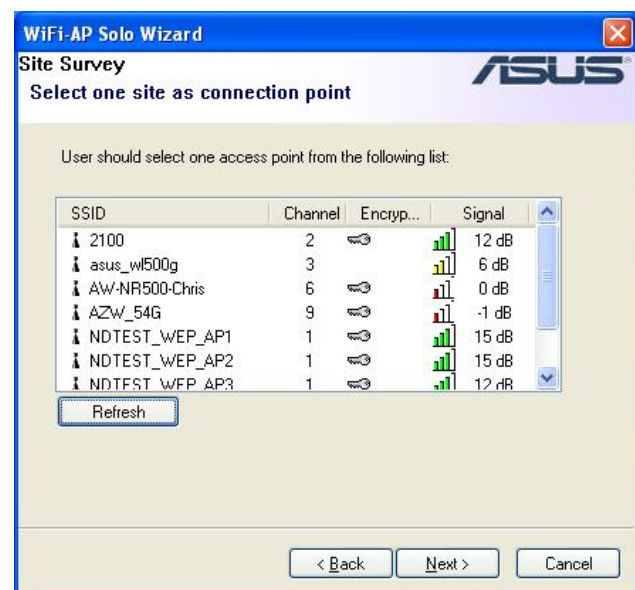 WiFi-AP Solo Wizard
Site Survey
Select one site as connection point
ASUS
User should select one access point from the following list:
SSID Channel Encryp... Signal
2100 2 12 dB
asus_wl500g 3 6 dB
AW-NR500-Chris 6 0 dB
AZW_54G 9 -1 dB
NDTEST_WEP_AP1 1 15 dB
NDTEST_WEP_AP2 1 15 dB
NDTEST_WEP_AP3 1 12 dB
Refresh
< Back Next > Cancel